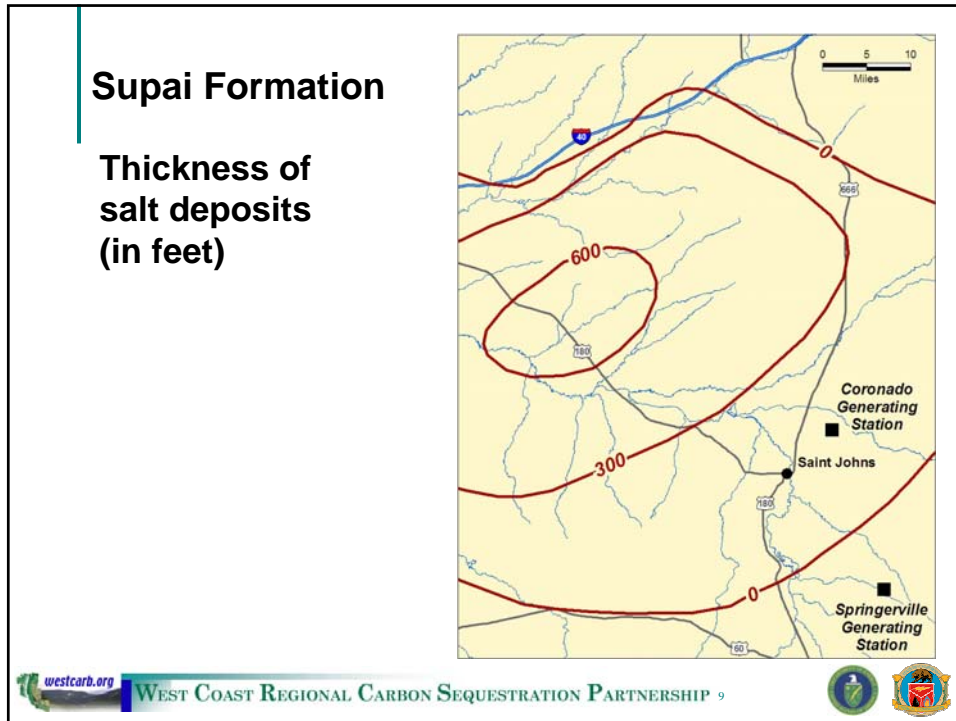 Supai Formation
Thickness of
salt deposits
(in feet)
0 5 10
Miles
40
0
666
600
180
Coronado
Generating
Station
300
Saint Johns
180
0
Springerville
Generating
Station
60
westcarb.org
WEST COAST REGIONAL CARBON SEQUESTRATION PARTNERSHIP 9